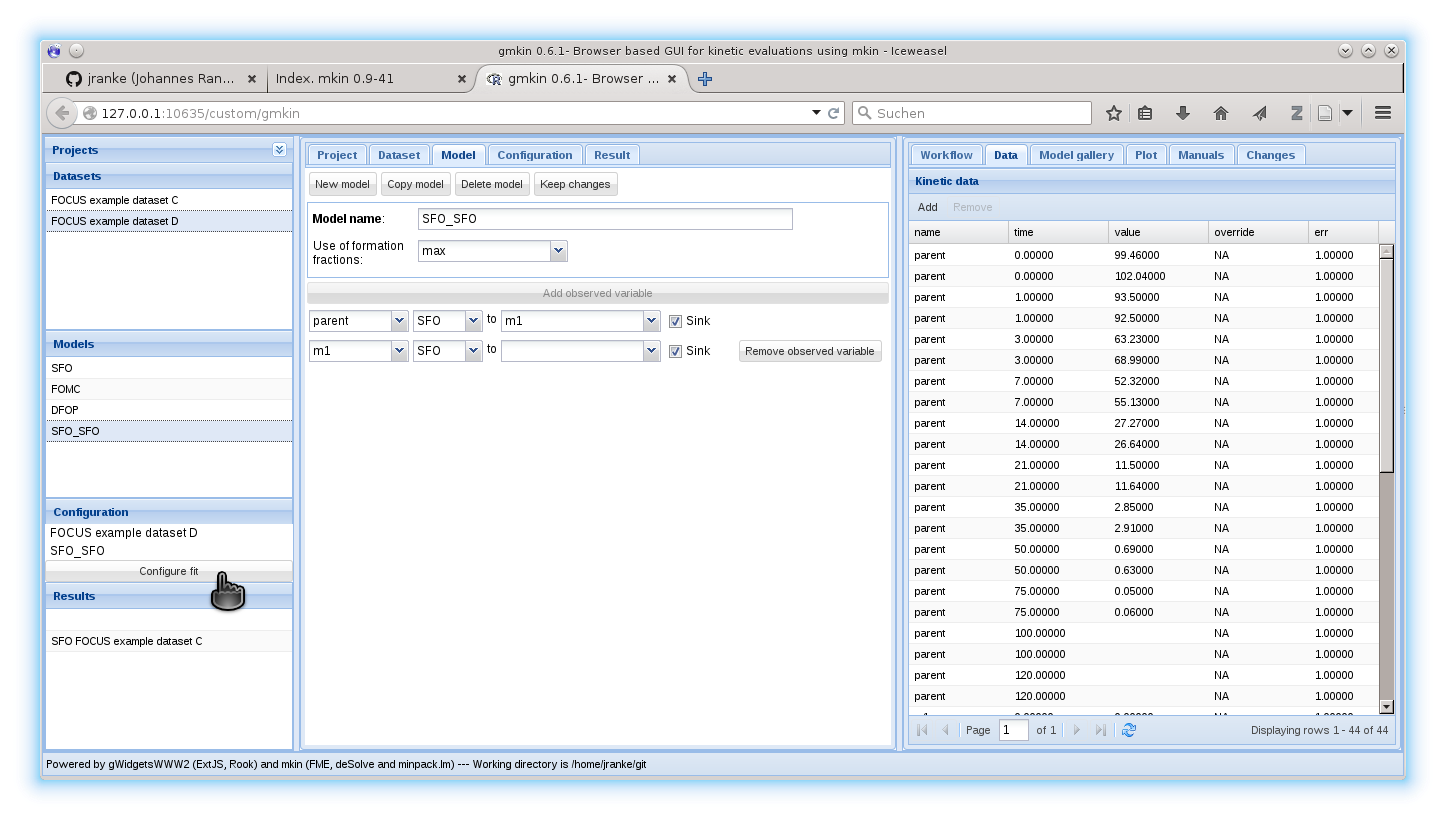 gmkin 0.6.1- Browser based GUI for kinetic evaluations using mkin - Iceweasel
jranke (Johannes Ran...
Index. mkin 0.9-41
gmkin 0.6.1- Browser ...
127.0.0.1:10635/custom/gmkin
Suchen
Projects
Datasets
FOCUS example dataset C
FOCUS example dataset D
Models
SFO
FOMC
DFOP
SFO_SFO
Configuration
FOCUS example dataset D
SFO_SFO
Configure fit
Results
SFO FOCUS example dataset C
Project Dataset Model Configuration Result
New model Copy model Delete model Keep changes
Model name: SFO_SFO
Use of formation
fractions: max
Add observed variable
parent SFO to m1 Sink
m1 SFO to Sink Remove observed variable
Workflow Data Model gallery Plot Manuals Changes
Kinetic data
Add Remove
name time value override err
parent 0.00000 99.46000 NA 1.00000
parent 0.00000 102.04000 NA 1.00000
parent 1.00000 93.50000 NA 1.00000
parent 1.00000 92.50000 NA 1.00000
parent 3.00000 63.23000 NA 1.00000
parent 3.00000 68.99000 NA 1.00000
parent 7.00000 52.32000 NA 1.00000
parent 7.00000 55.13000 NA 1.00000
parent 14.00000 27.27000 NA 1.00000
parent 14.00000 26.64000 NA 1.00000
parent 21.00000 11.50000 NA 1.00000
parent 21.00000 11.64000 NA 1.00000
parent 35.00000 2.85000 NA 1.00000
parent 35.00000 2.91000 NA 1.00000
parent 50.00000 0.69000 NA 1.00000
parent 50.00000 0.63000 NA 1.00000
parent 75.00000 0.05000 NA 1.00000
parent 75.00000 0.06000 NA 1.00000
parent 100.00000 NA 1.00000
parent 100.00000 NA 1.00000
parent 120.00000 NA 1.00000
parent 120.00000 NA 1.00000
Page 1 of 1 Displaying rows 1 - 44 of 44
Powered by gWidgetsWWW2 (ExtJS, Rook) and mkin (FME, deSolve and minpack.lm) --- Working directory is /home/jranke/git